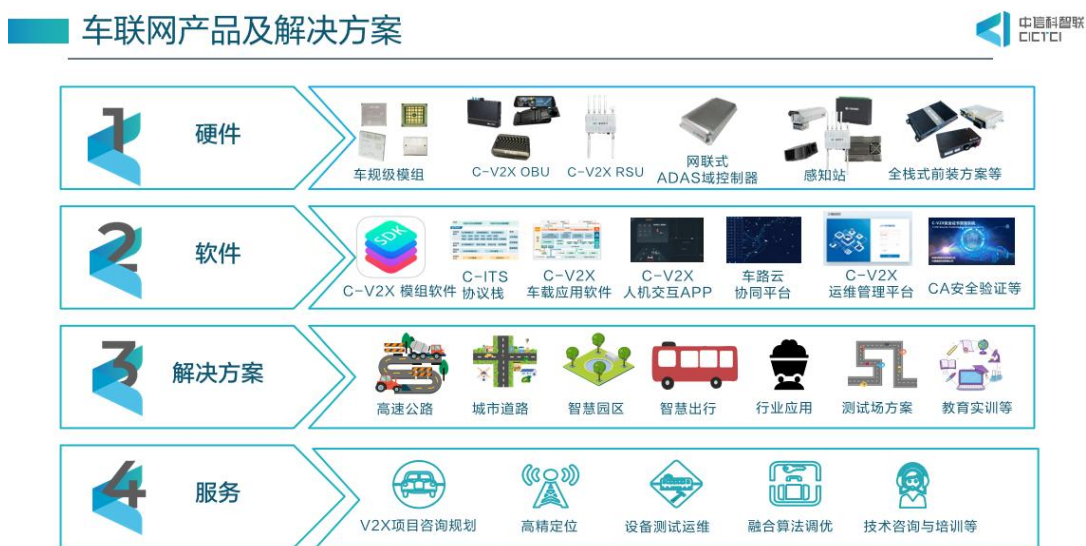 车联网产品及解决方案
中信科智联
CICTCI
1
硬件
车规级模组
C-V2X OBU
C-V2X RSU
网联式
ADAS域控制器
感知站
全栈式前装方案等
2
软件
SDK
C-V2X 模组软件
C-ITS
协议栈
C-V2X
车载应用软件
C-V2X
人机交互APP
车路云
协同平台
C-V2X
运维管理平台
CA安全验证等
3
解决方案
高速公路
城市道路
智慧园区
智慧出行
行业应用
测试场方案
教育实训等
4
服务
V2X项目咨询规划
高精定位
设备测试运维
融合算法调优
技术咨询与培训等